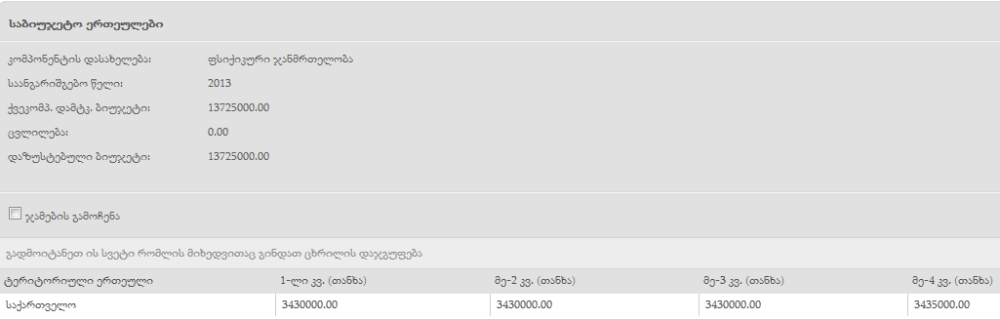 საბიუჯეტო ერთეულები
კომპონენტის დასახელება: ფსიქიკური ჯანმრთელობა
საანგარიშგებო წელი: 2013
ქვეკომპ. დამტკ. ბიუჯეტი: 13725000.00
ცვლილება: 0.00
დაზუსტებული ბიუჯეტი: 13725000.00
ჯამების გამოჩენა
გადმოიტანეთ ის სვეტი რომლის მიხედვითაც გინდათ ცხრილის დაჯგუფება
ტერიტორიული ერთეული 1-ლი კვ. (თანხა) მე-2 კვ. (თანხა) მე-3 კვ. (თანხა) მე-4 კვ. (თანხა)
საქართველო 3430000.00 3430000.00 3430000.00 3435000.00